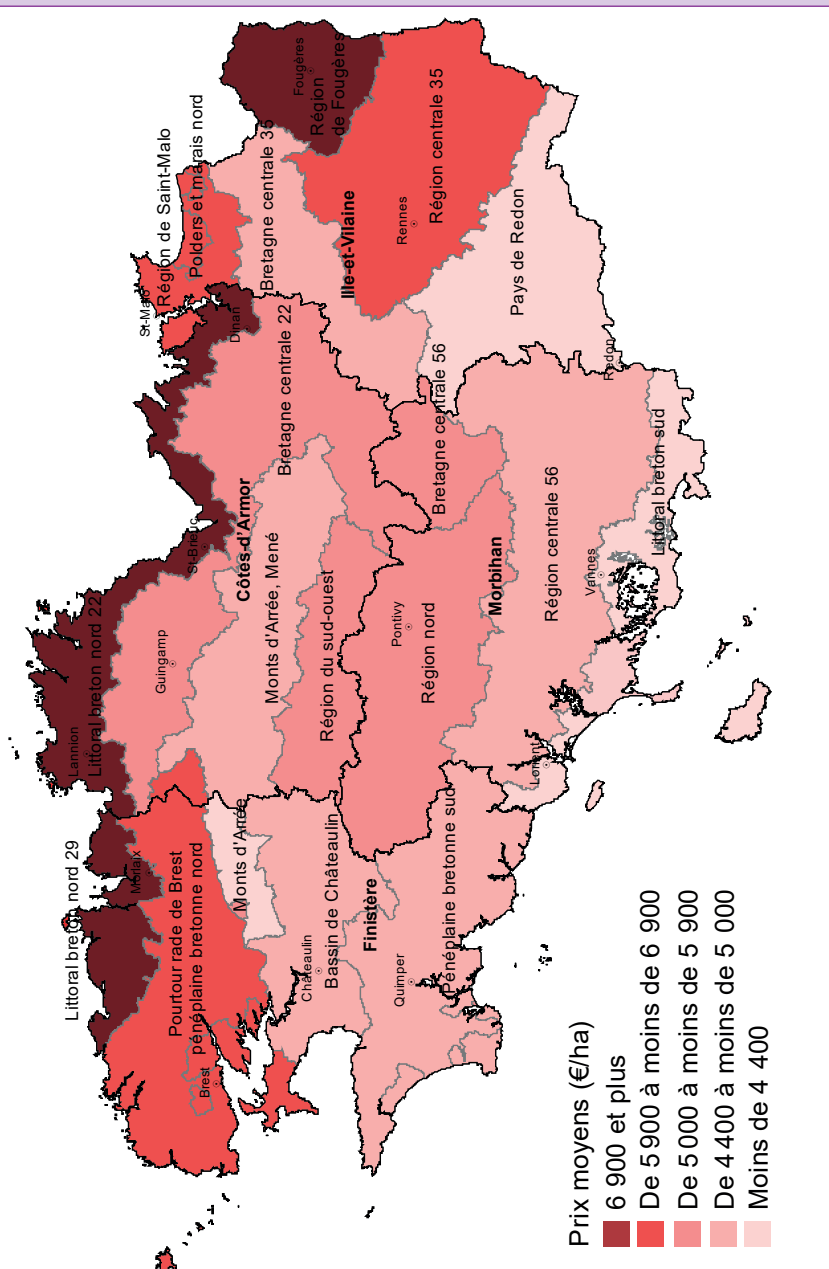 Littoral breton nord 29
Morlaix
Pourtour rade de Brest
pénéplaine bretonne nord
Brest
Monts d'Arrée
Châteaulin
Bassin de Châteaulin
Finistère
Quimper
Pénéplaine bretonne sud
Lannion
Littoral breton nord 22
Guingamp
St-Brieuc
Côtes-d'Armor
Monts d'Arrée, Mené
Région du sud-ouest
Bretagne centrale 22
Dinan
St-Malo
Région de Saint-Malo
Polders et marais nord
Bretagne centrale 35
Fougères
Région
de Fougères
Ille-et-Vilaine
Rennes
Région centrale 35
Pays de Redon
Redon
Pontivy
Région nord
Bretagne centrale 56
Morbihan
Région centrale 56
Lorient
Vannes
Littoral breton sud
Prix moyens (€/ha)
6 900 et plus
De 5 900 à moins de 6 900
De 5 000 à moins de 5 900
De 4 400 à moins de 5 000
Moins de 4 400